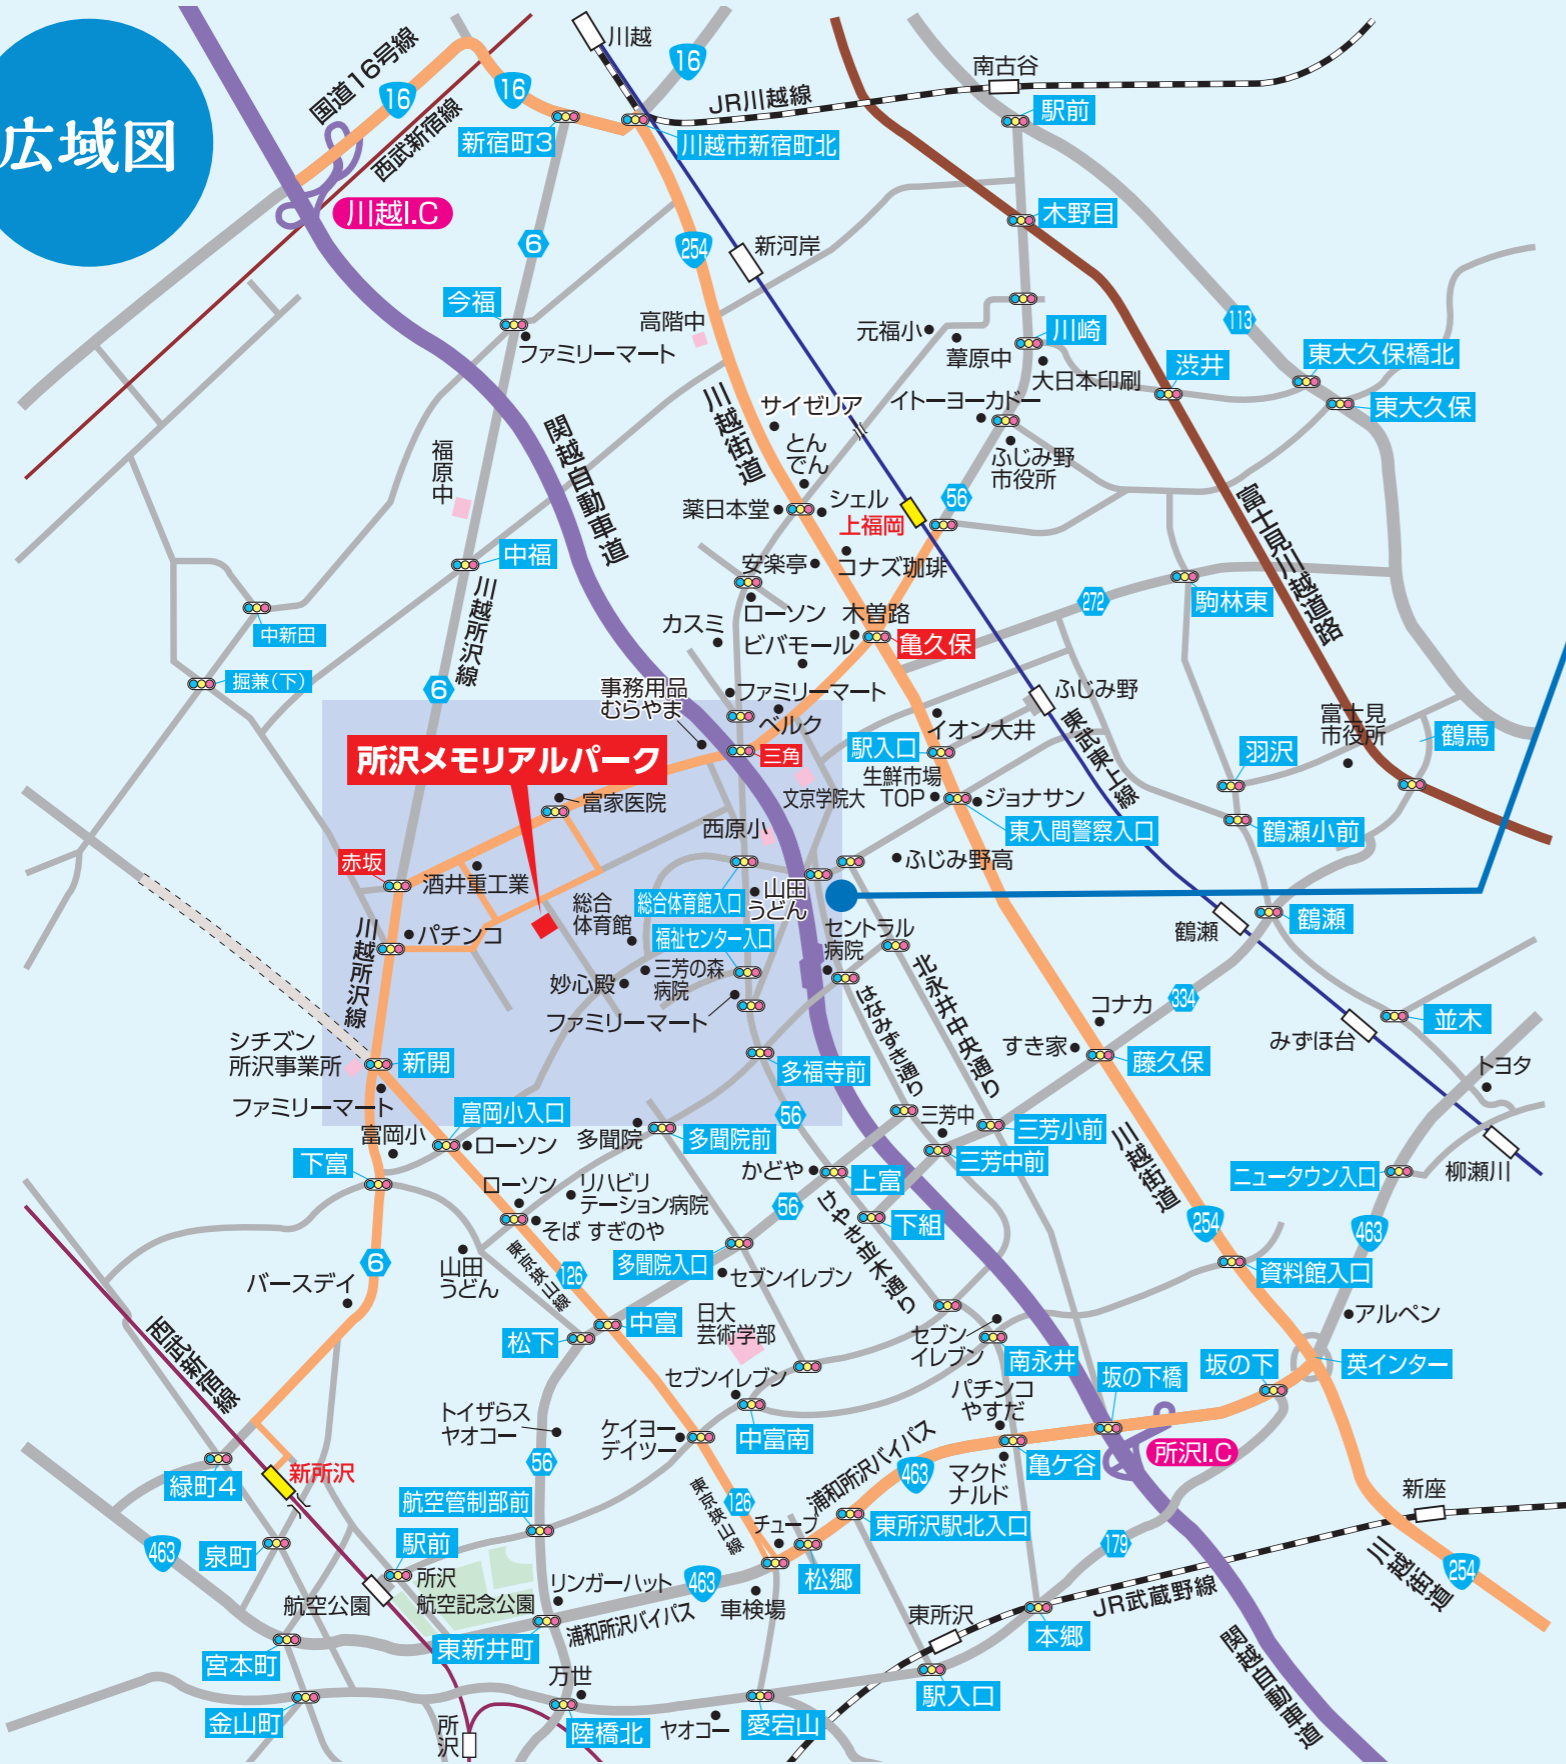 広域図
国道16号線
16
西武新宿線
16
川越
16
JR川越線
南古谷
駅前
新宿町3
川越市新宿町北
川越I.C
6
254
新河岸
木野目
今福
ファミリーマート
高階中
元福小
葦原中
川崎
大日本印刷
113
渋井
東大久保橋北
東大久保
川越街道
サイゼリア
とん
でん
イトーヨーカドー
ふじみ野
市役所
関越自動車道
福原中
薬日本堂
シェル
上福岡
56
富士見川越道路
中福
川越所沢線
安楽亭
コナズ珈琲
ローソン
木曽路
272
駒林東
中新田
カスミ
ビバモール
亀久保
掘兼(下)
6
事務用品
むらやま
ファミリーマート
ベルク
ふじみ野
東武東上線
富士見
市役所
鶴馬
所沢メモリアルパーク
三角
駅入口
イオン大井
羽沢
富家医院
文京学院大
生鮮市場
TOP
ジョナサン
東入間警察入口
鶴瀬小前
西原小
赤坂
酒井重工業
ふじみ野高
総合
体育館
総合体育館入口
山田
うどん
パチンコ
福祉センター入口
セントラル
病院
鶴瀬
鶴瀬
川越所沢線
妙心殿
三芳の森
病院
ファミリーマート
はなみずき通り
北永井中央通り
コナカ
334
みずほ台
並木
シチズン
所沢事業所
新開
多福寺前
すき家
藤久保
トヨタ
ファミリーマート
富岡小入口
56
三芳中
三芳小前
富岡小
ローソン
多聞院
多聞院前
三芳中前
川越街道
下富
かどや
上富
ニュータウン入口
柳瀬川
ローソン
リハビリ
テーション病院
56
けやき並木通り
下組
254
463
そば すぎのや
東京狭山線
126
多聞院入口
セブンイレブン
資料館入口
6
バースデイ
山田
うどん
中富
日大
芸術学部
アルペン
松下
セブン
イレブン
南永井
西武新宿線
セブンイレブン
パチンコ
やすだ
坂の下橋
坂の下
英インター
トイザらス
ヤオコー
ケイヨー
デイツー
中富南
浦和所沢バイパス
56
463
亀ケ谷
所沢I.C
緑町4
新所沢
マクド
ナルド
航空管制部前
東京狭山線
126
チューブ
東所沢駅北入口
新座
463
泉町
駅前
所沢
航空記念公園
リンガーハット
463
松郷
179
川越街道
254
航空公園
浦和所沢バイパス
車検場
東所沢
JR武蔵野線
東新井町
本郷
宮本町
関越自動車道
万世
駅入口
金山町
所沢
陸橋北
ヤオコー
愛宕山